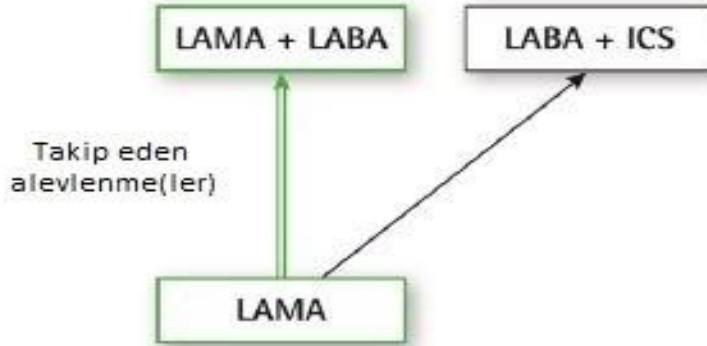 LAMA + LABA
LABA + ICS
Takip eden
alevlenme(ler)
LAMA